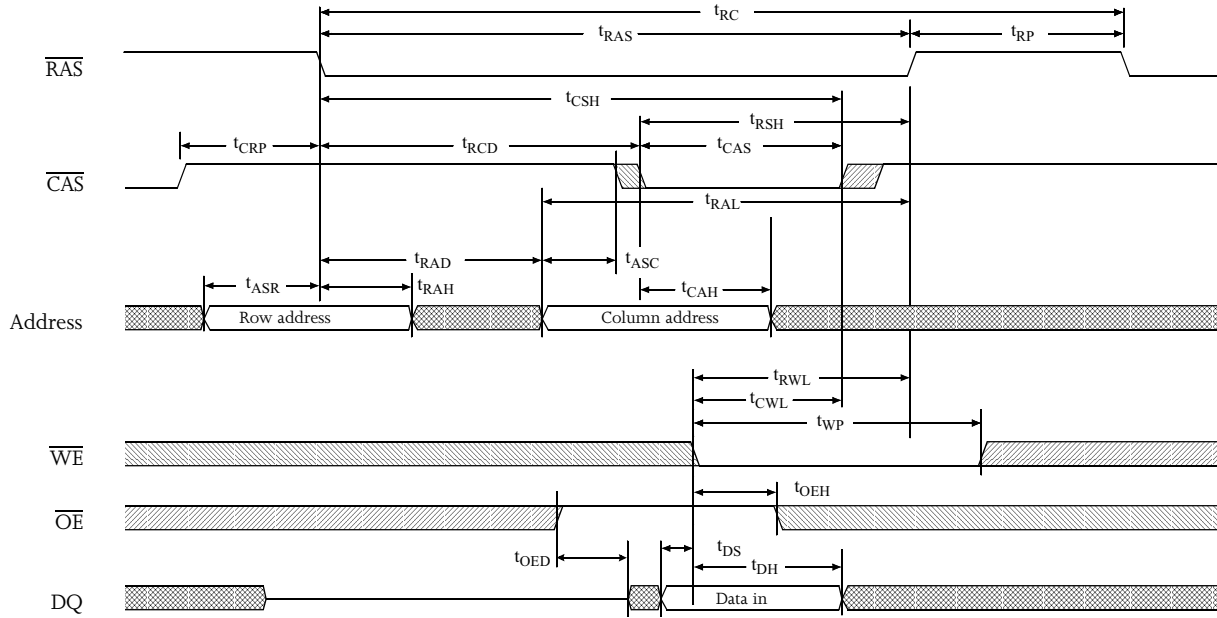 tRC
tRAS
tRP
RAS
tCSH
tRSH
tCRP
tRCD
tCAS
CAS
tRAL
tRAD
tASC
tASR
tRAH
tCAH
Address
Row address
Column address
tRWL
tCWL
tWP
WE
tOEH
OE
tOED
tDS
tDH
DQ
Data in